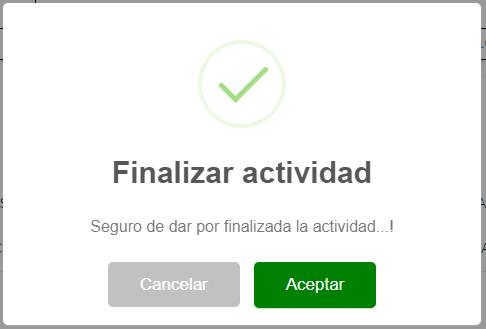 Finalizar actividad
Seguro de dar por finalizada la actividad...!
Cancelar
Aceptar